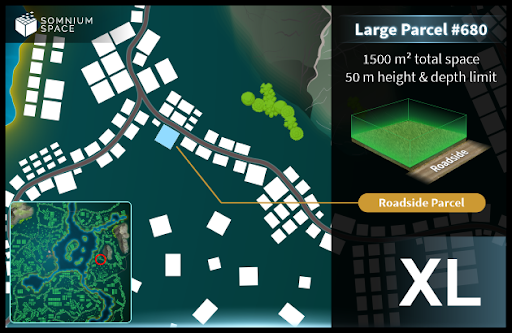 SOMNIUM
SPACE
Large Parcel #680
1500 m² total space
50 m height & depth limit
Roadside
Roadside Parcel
XL